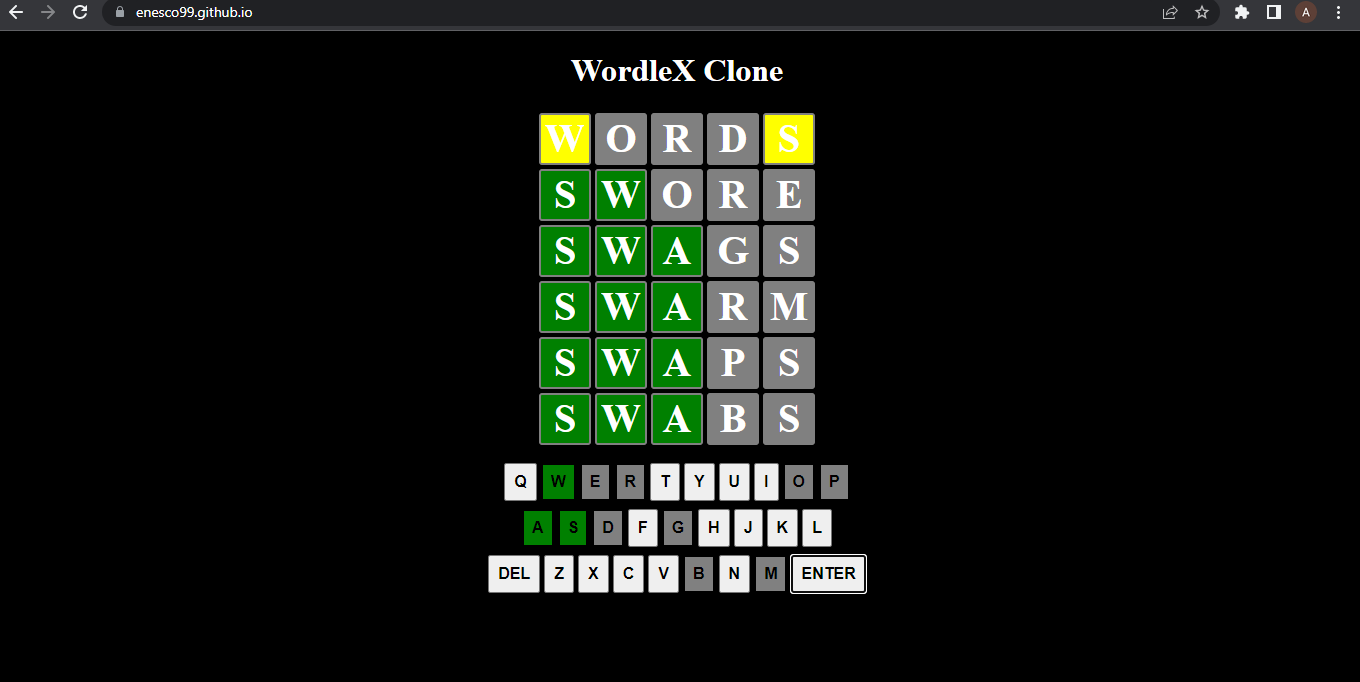 enesco99.github.io
A
WordleX Clone
W O R D S
S W O R E
S W A G S
S W A R M
S W A P S
S W A B S
Q W E R T Y U I O P
A S D F G H J K L
DEL Z X C V B N M ENTER